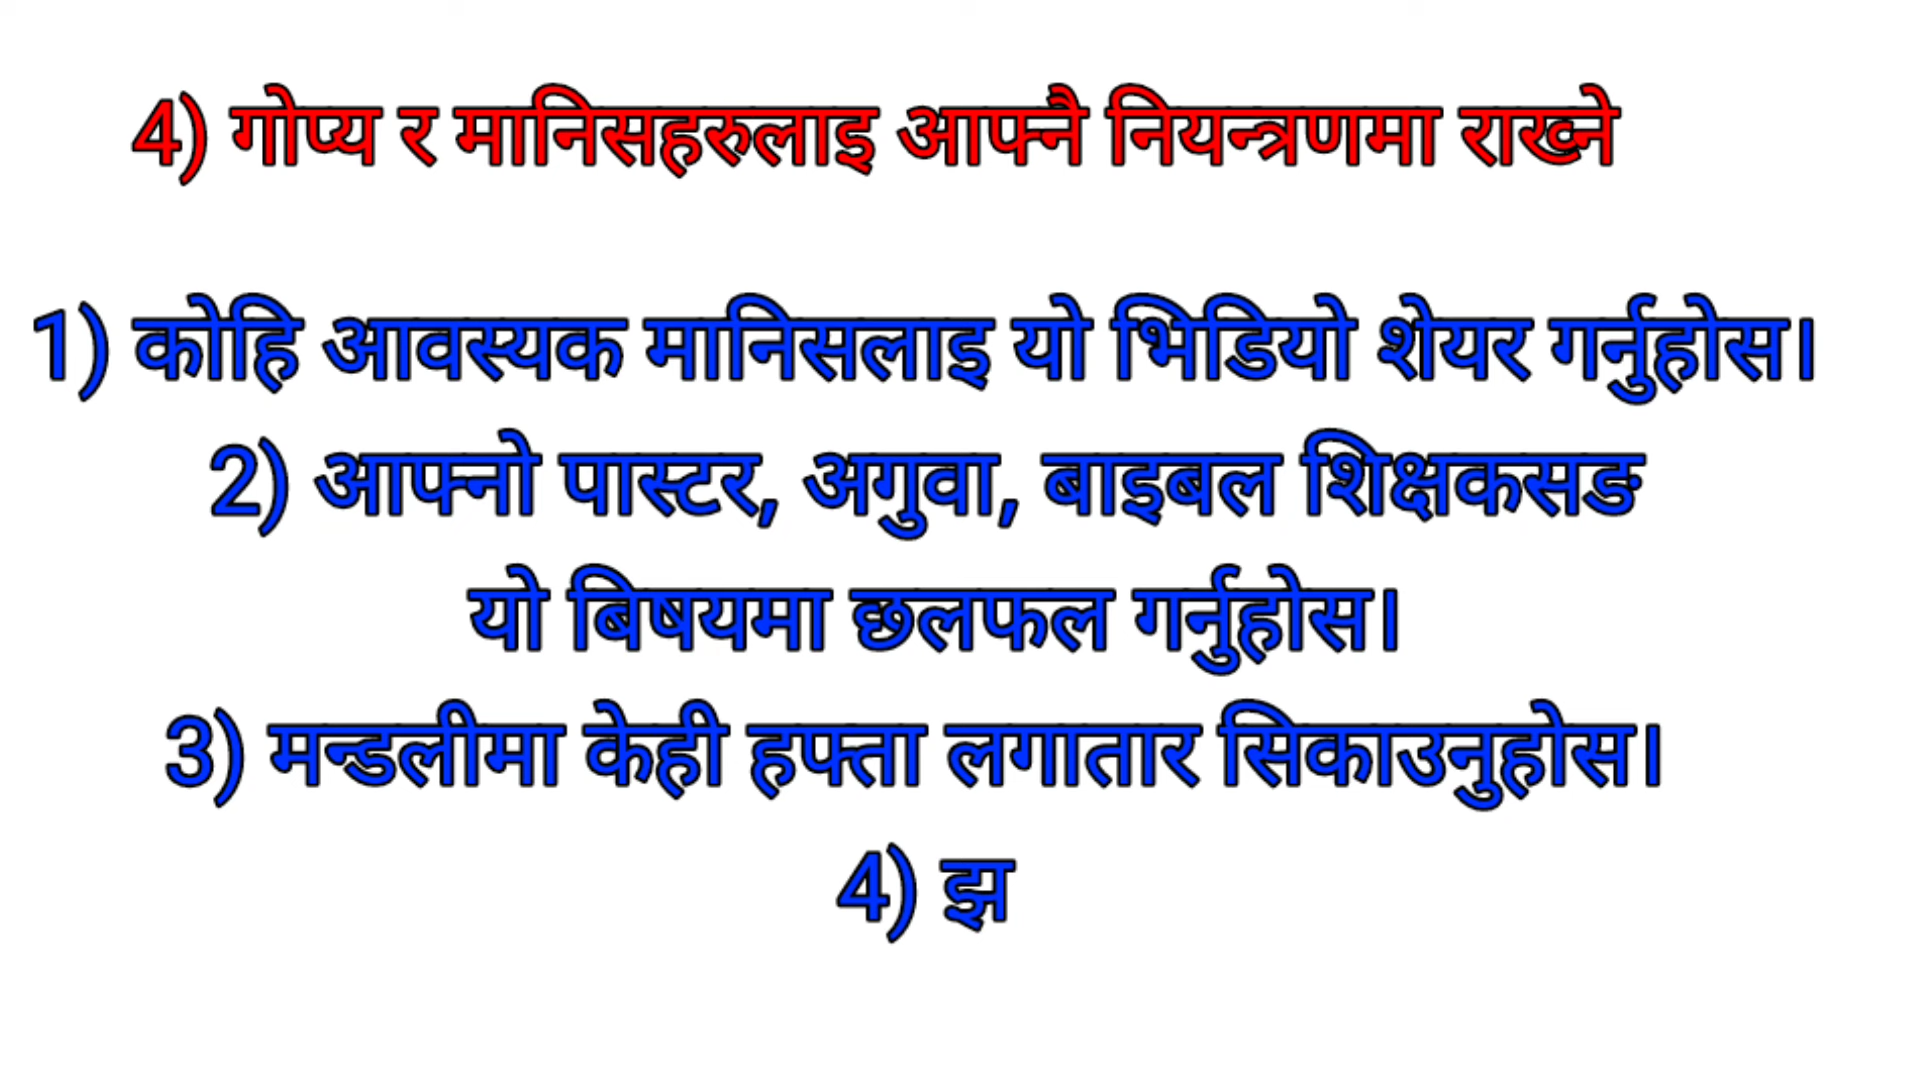 4) गोप्य र मानिसहरुलाइ आफ्नै नियन्त्रणमा राख्ने
1) कोहि आवस्यक मानिसलाइ यो भिडियो शेयर गर्नुहोस।
2) आफ्नो पास्टर, अगुवा, बाइबल शिक्षकसङ
यो बिषयमा छलफल गर्नुहोस।
3) मन्डलीमा केही हफ्ता लगातार सिकाउनुहोस।
4) झ